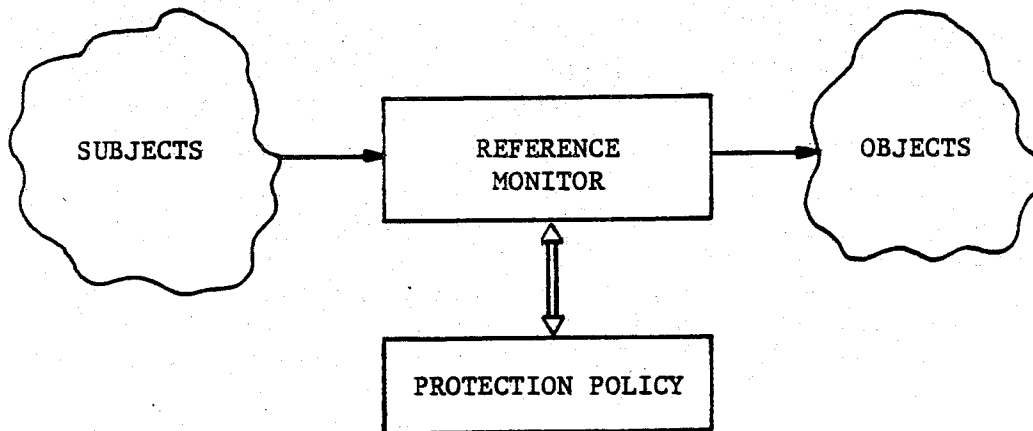 SUBJECTS
REFERENCE
MONITOR
OBJECTS
PROTECTION POLICY